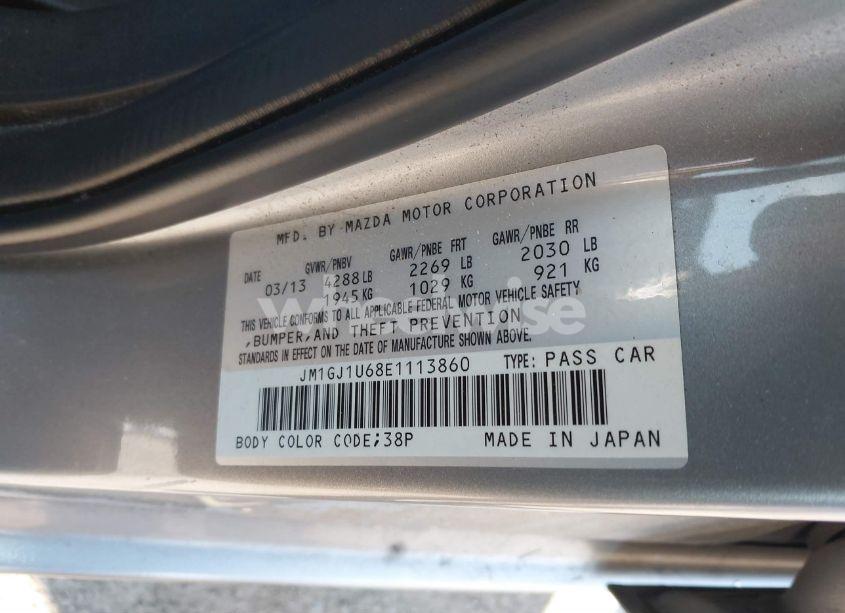 MFD. BY MAZDA MOTOR CORPORATION
DATE GVWR/PNBV GAWR/PNBE FRT GAWR/PNBE RR
03/13 4288 LB 2269 LB 2030 LB
1945 KG 1029 KG 921 KG
THIS VEHICLE CONFORMS TO ALL APPLICABLE FEDERAL MOTOR VEHICLE SAFETY
,BUMPER,AND THEFT PREVENTION
STANDARDS IN EFFECT ON THE DATE OF MANUFACTURE SHOWN ABOVE.
JM1GJ1U68E1113860 TYPE: PASS CAR
BODY COLOR CODE;38P MADE IN JAPAN
wheelwise